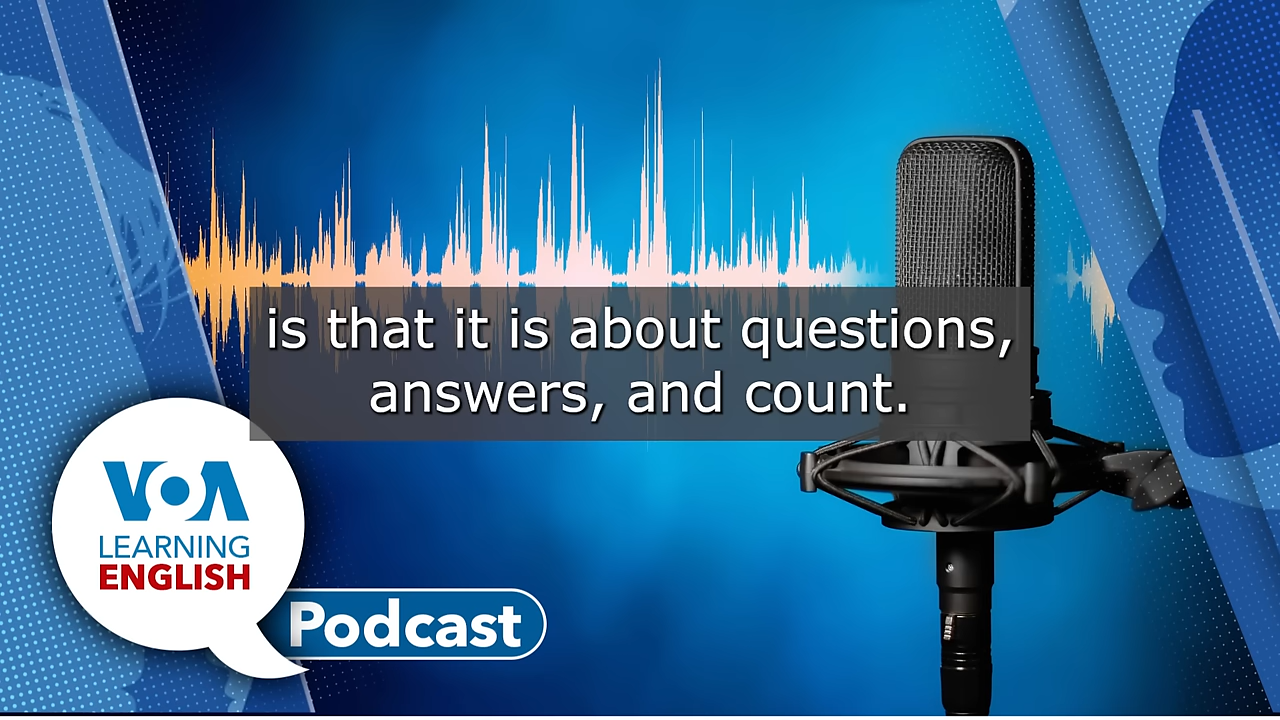 is that it is about questions,
answers, and count.
VOA
LEARNING
ENGLISH
Podcast